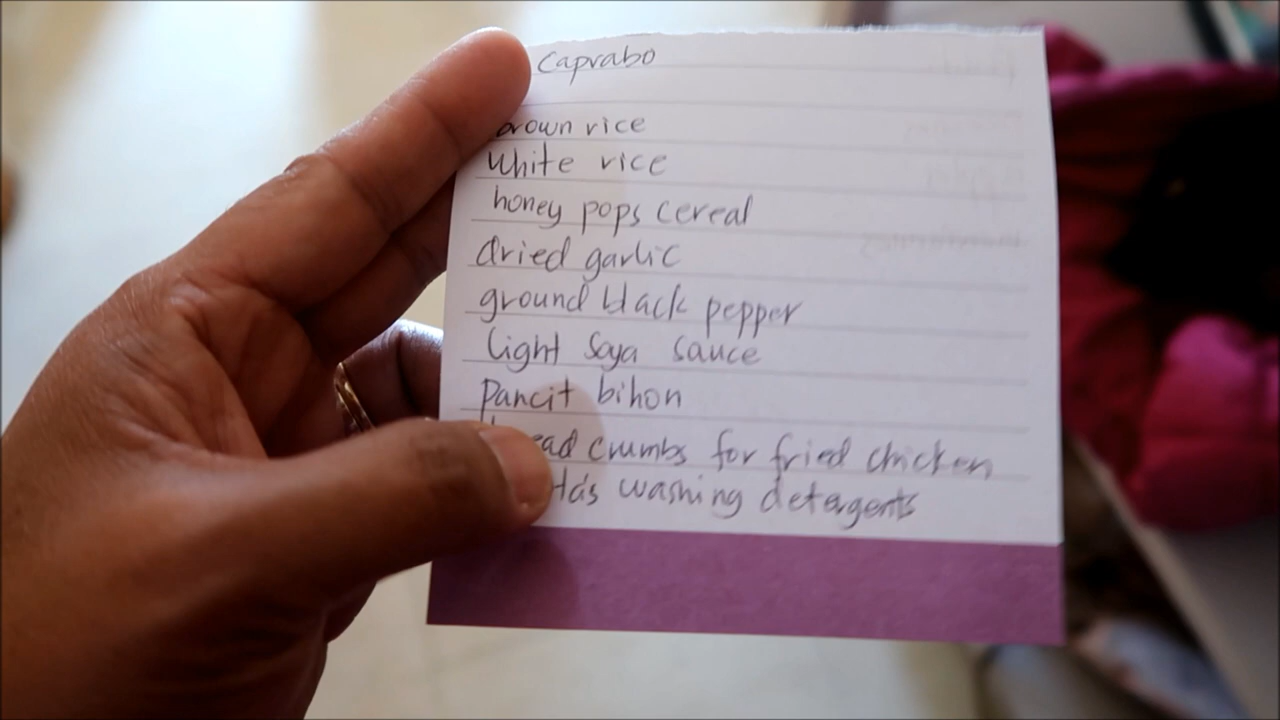 Caprabo
brown rice
white rice
honey pops cereal
dried garlic
ground black pepper
light Soya sauce
Pancit bihon
bread crumbs for fried chicken
washing detergents